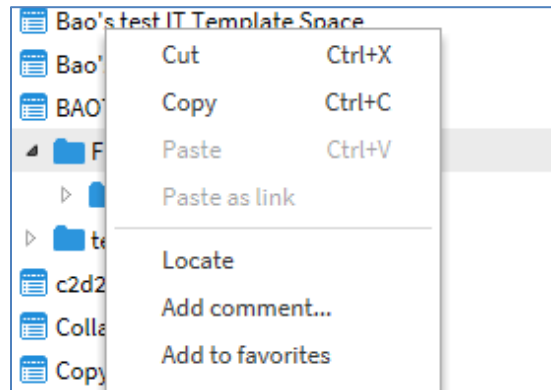 Bao's test IT Template Space
Bao'
Cut Ctrl+X
BAO
Copy Ctrl+C
F
Paste Ctrl+V
Paste as link
te
Locate
c2d2
Add comment...
Colla
Add to favorites
Copy